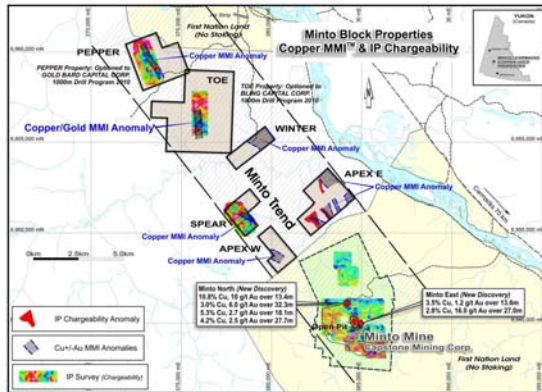 Minto Block Properties
Copper MMI™ & IP Chargeability
YUKON
(Canada)
First Nation Land
(No Staking)
PEPPER
Copper MMI Anomaly
PEPPER Property: Optioned to
GOLD BARD CAPITAL CORP.
1000m Drill Program 2010
TOE
TOE Property: Optioned to
BLING CAPITAL CORP.
1000m Drill Program 2010
Copper/Gold MMI Anomaly
WINTER
Copper MMI Anomaly
Minto Trend
APEX E
Copper MMI Anomaly
Carmacks 70 km
SPEAR
Copper MMI Anomaly
APEX W
Copper MMI Anomaly
0km 2.5km 5.0km
Minto North (New Discovery)
10.8% Cu, 10 g/t Au over 13.4m
3.0% Cu, 6.0 g/t Au over 32.3m
5.3% Cu, 2.7 g/t Au over 18.1m
4.2% Cu, 2.5 g/t Au over 27.7m
Minto East (New Discovery)
3.5% Cu, 1.2 g/t Au over 13.6m
2.8% Cu, 16.0 g/t Au over 27.0m
Open Pit
Minto Mine
Capstone Mining Corp.
First Nation Land
(No Staking)
IP Chargeability Anomaly
Cu+/-Au MMI Anomalies
IP Survey (Chargeability)